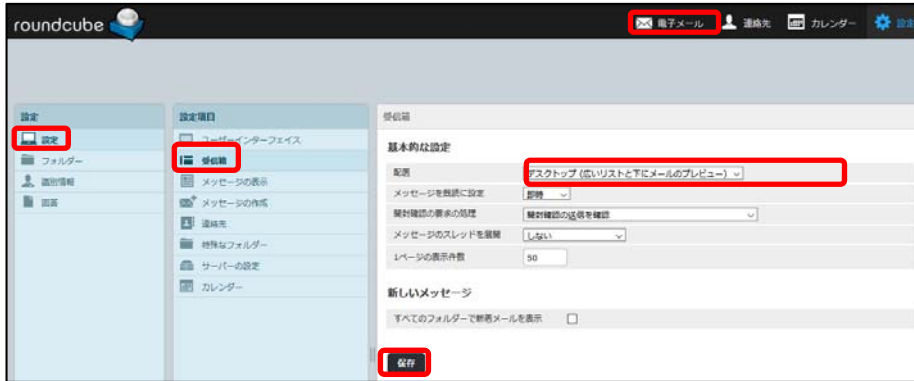 roundcube
電子メール 連絡先 カレンダー 設定
設定
設定
フォルダー
識別情報
回答
設定項目
ユーザーインターフェイス
受信箱
メッセージの表示
メッセージの作成
連絡先
特殊なフォルダー
サーバーの設定
カレンダー
受信箱
基本的な設定
配置 デスクトップ (広いリストと下にメールのプレビュー)
メッセージを既読に設定 即時
開封確認の要求の処理 開封確認の送信を確認
メッセージのスレッドを展開 しない
1ページの表示件数 50
新しいメッセージ
すべてのフォルダーで新着メールを表示
保存